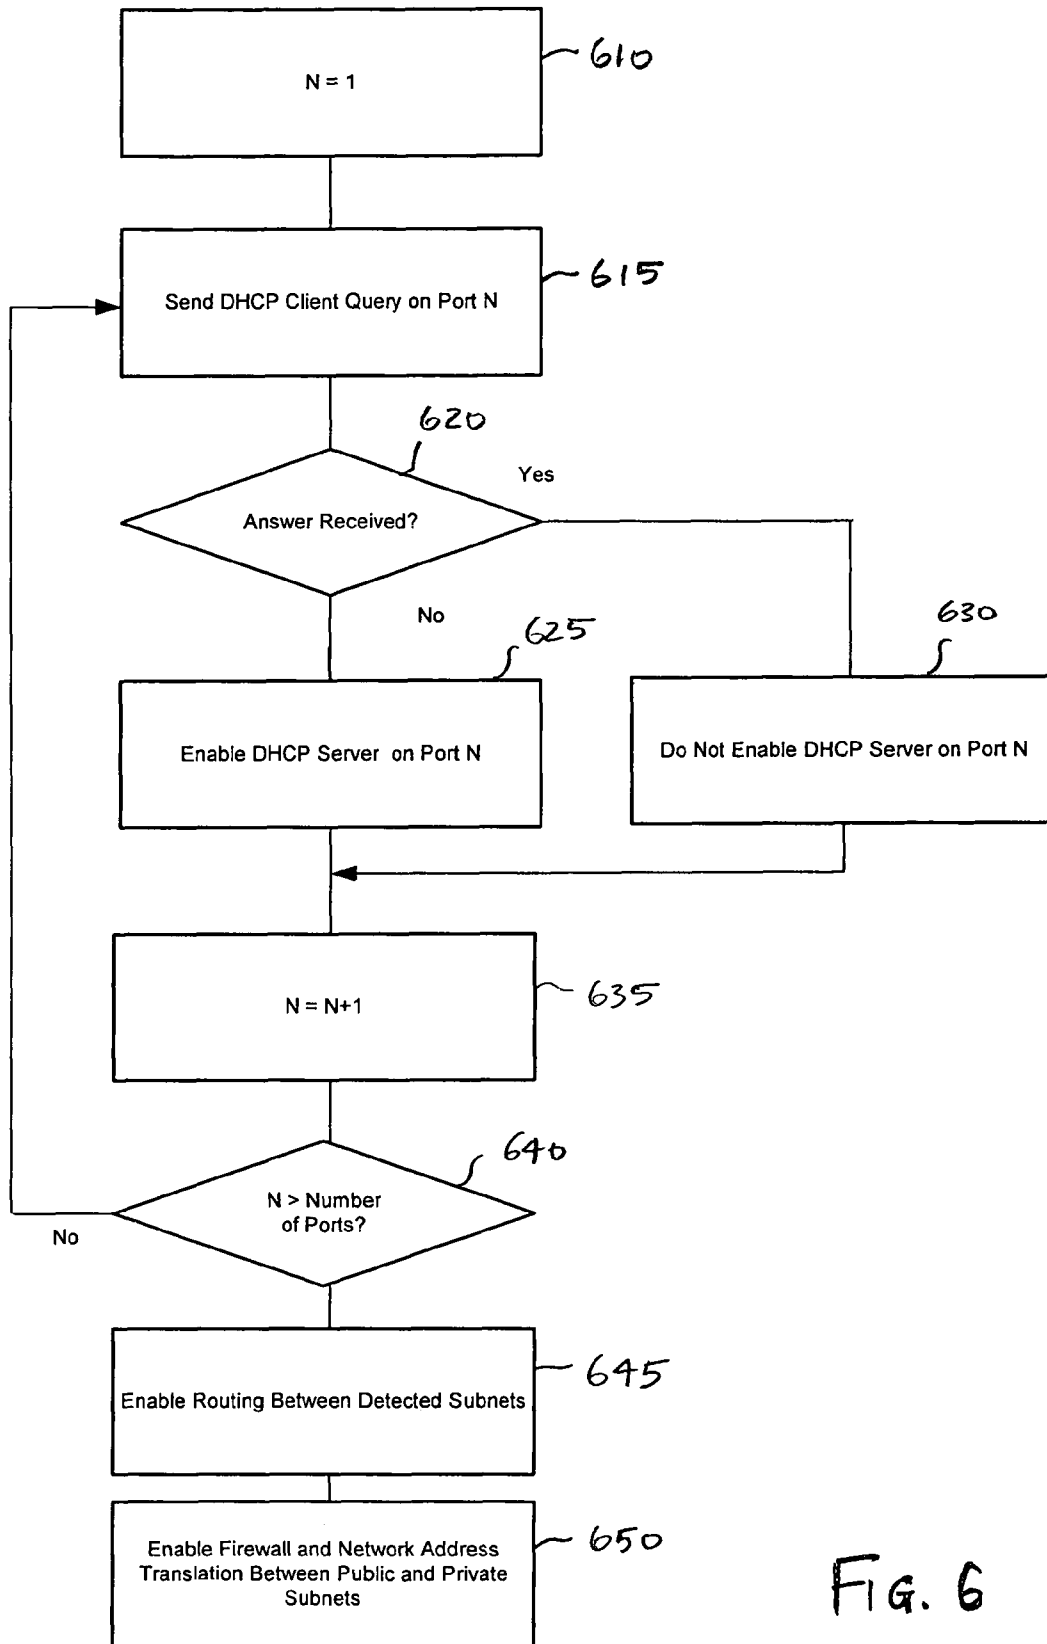 N = 1
610
Send DHCP Client Query on Port N
615
620
Yes
Answer Received?
No
625
630
Enable DHCP Server on Port N
Do Not Enable DHCP Server on Port N
N = N+1
635
640
N > Number
of Ports?
No
Enable Routing Between Detected Subnets
645
Enable Firewall and Network Address
Translation Between Public and Private
Subnets
650
FIG. 6